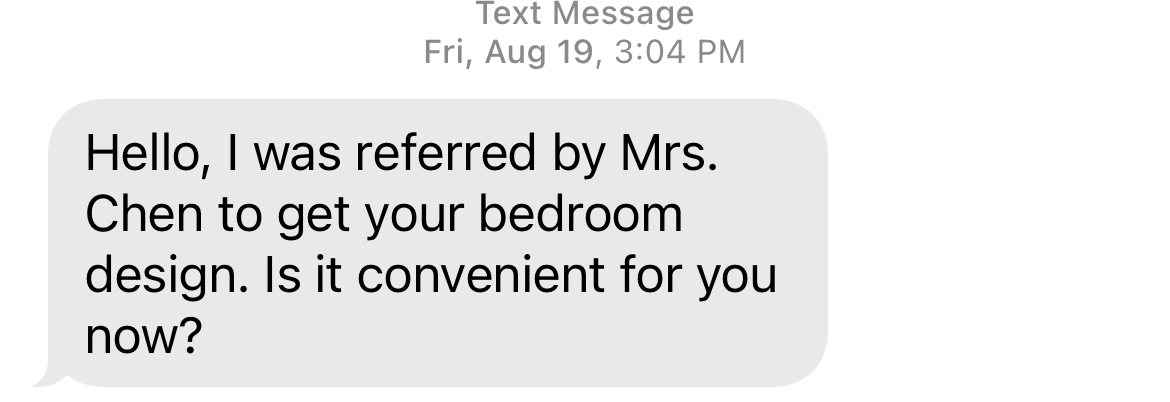 Text Message
Fri, Aug 19, 3:04 PM
Hello, I was referred by Mrs.
Chen to get your bedroom
design. Is it convenient for you
now?